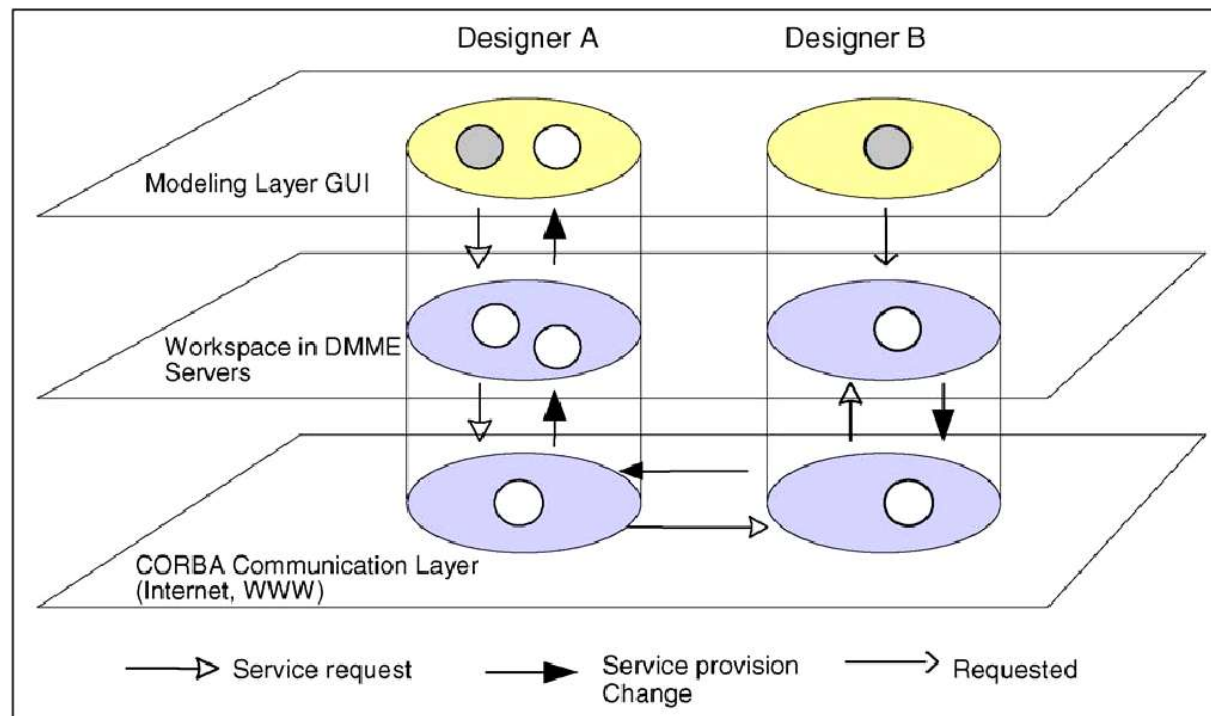 Designer A
Designer B
Modeling Layer GUI
Workspace in DMME
Servers
CORBA Communication Layer
(Internet, WWW)
Service request
Service provision
Change
Requested